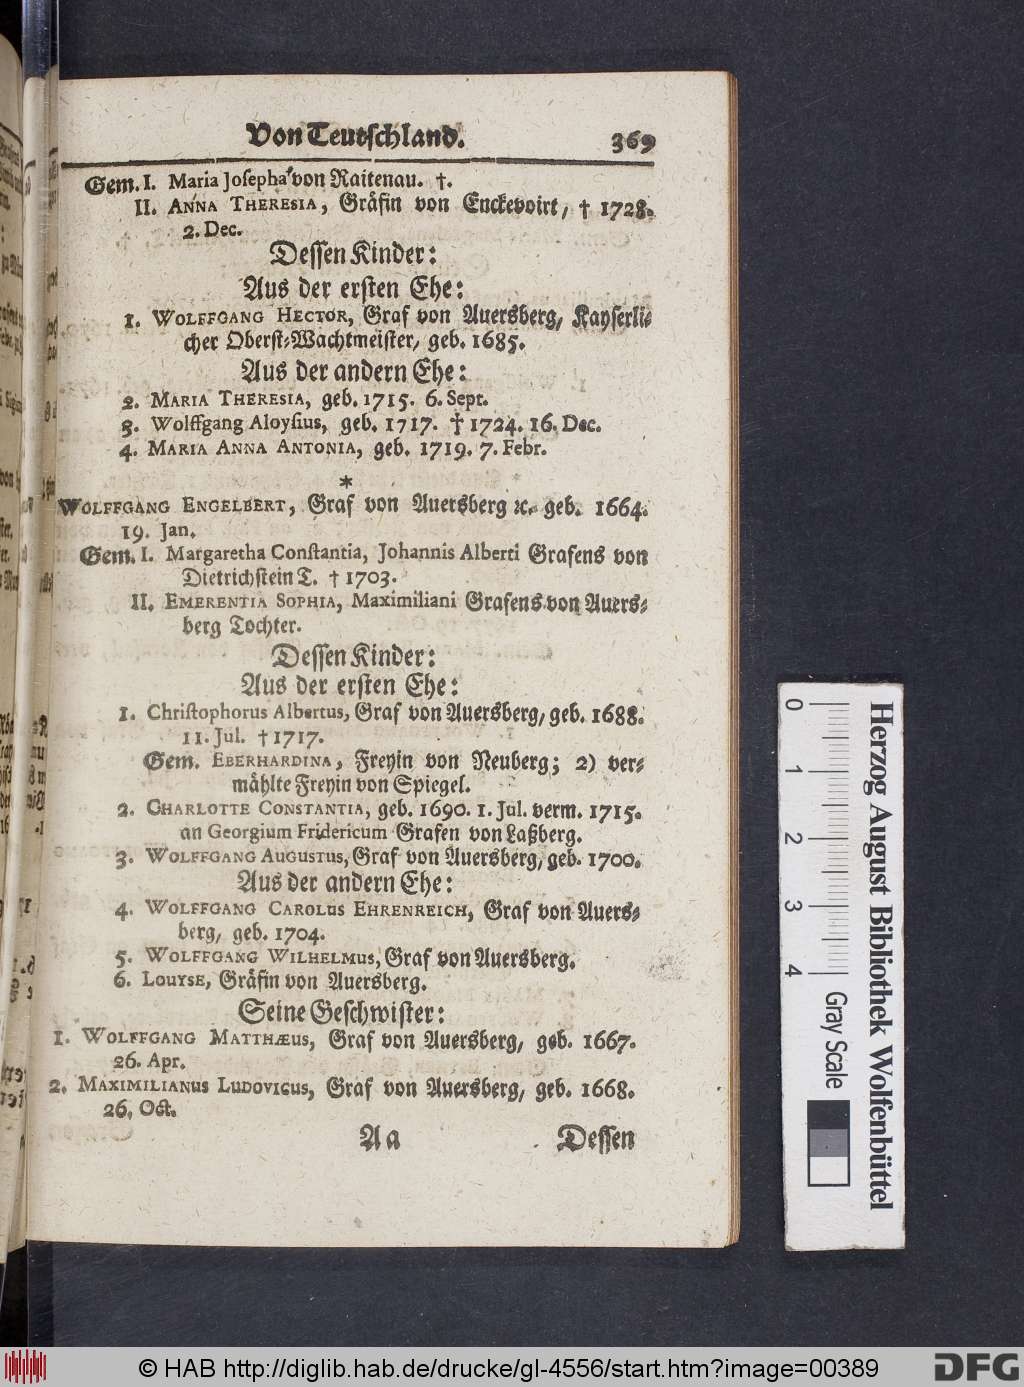 Von Teutschland. 369
Gem. I. Maria Josepha von Raitenau. †.
II. ANNA THERESIA, Gräfin von Enckevoirt, † 1728.
2. Dec.
Dessen Kinder:
Aus der ersten Ehe:
1. WOLFFGANG HECTOR, Graf von Auersberg, Kayserli-
cher Oberst-Wachtmeister, geb. 1685.
Aus der andern Ehe:
2. MARIA THERESIA, geb. 1715. 6. Sept.
3. Wolffgang Aloysius, geb. 1717. † 1724. 16. Dec.
4. MARIA ANNA ANTONIA, geb. 1719. 7. Febr.
*
WOLFFGANG ENGELBERT, Graf von Auersberg ꝛc. geb. 1664.
19. Jan.
Gem. I. Margaretha Constantia, Johannis Alberti Grafens von
Dietrichstein T. † 1703.
II. EMERENTIA SOPHIA, Maximiliani Grafens von Auers-
berg Tochter.
Dessen Kinder:
Aus der ersten Ehe:
1. Christophorus Albertus, Graf von Auersberg, geb. 1688.
11. Jul. † 1717.
Gem. EBERHARDINA, Freyin von Neuberg; 2) ver-
mählte Freyin von Spiegel.
2. CHARLOTTE CONSTANTIA, geb. 1690. 1. Jul. verm. 1715.
an Georgium Fridericum Grafen von Laßberg.
3. WOLFFGANG AUGUSTUS, Graf von Auersberg, geb. 1700.
Aus der andern Ehe:
4. WOLFFGANG CAROLUS EHRENREICH, Graf von Auers-
berg, geb. 1704.
5. WOLFFGANG WILHELMUS, Graf von Auersberg.
6. LOUYSE, Gräfin von Auersberg.
Seine Geschwister:
1. WOLFFGANG MATTHÆUS, Graf von Auersberg, geb. 1667.
26. Apr.
2. MAXIMILIANUS LUDOVICUS, Graf von Auersberg, geb. 1668.
26. Oct.
Aa Dessen
0 1 2 3 4
Gray Scale
Herzog August Bibliothek Wolfenbüttel
© HAB http://diglib.hab.de/drucke/gl-4556/start.htm?image=00389
DFG